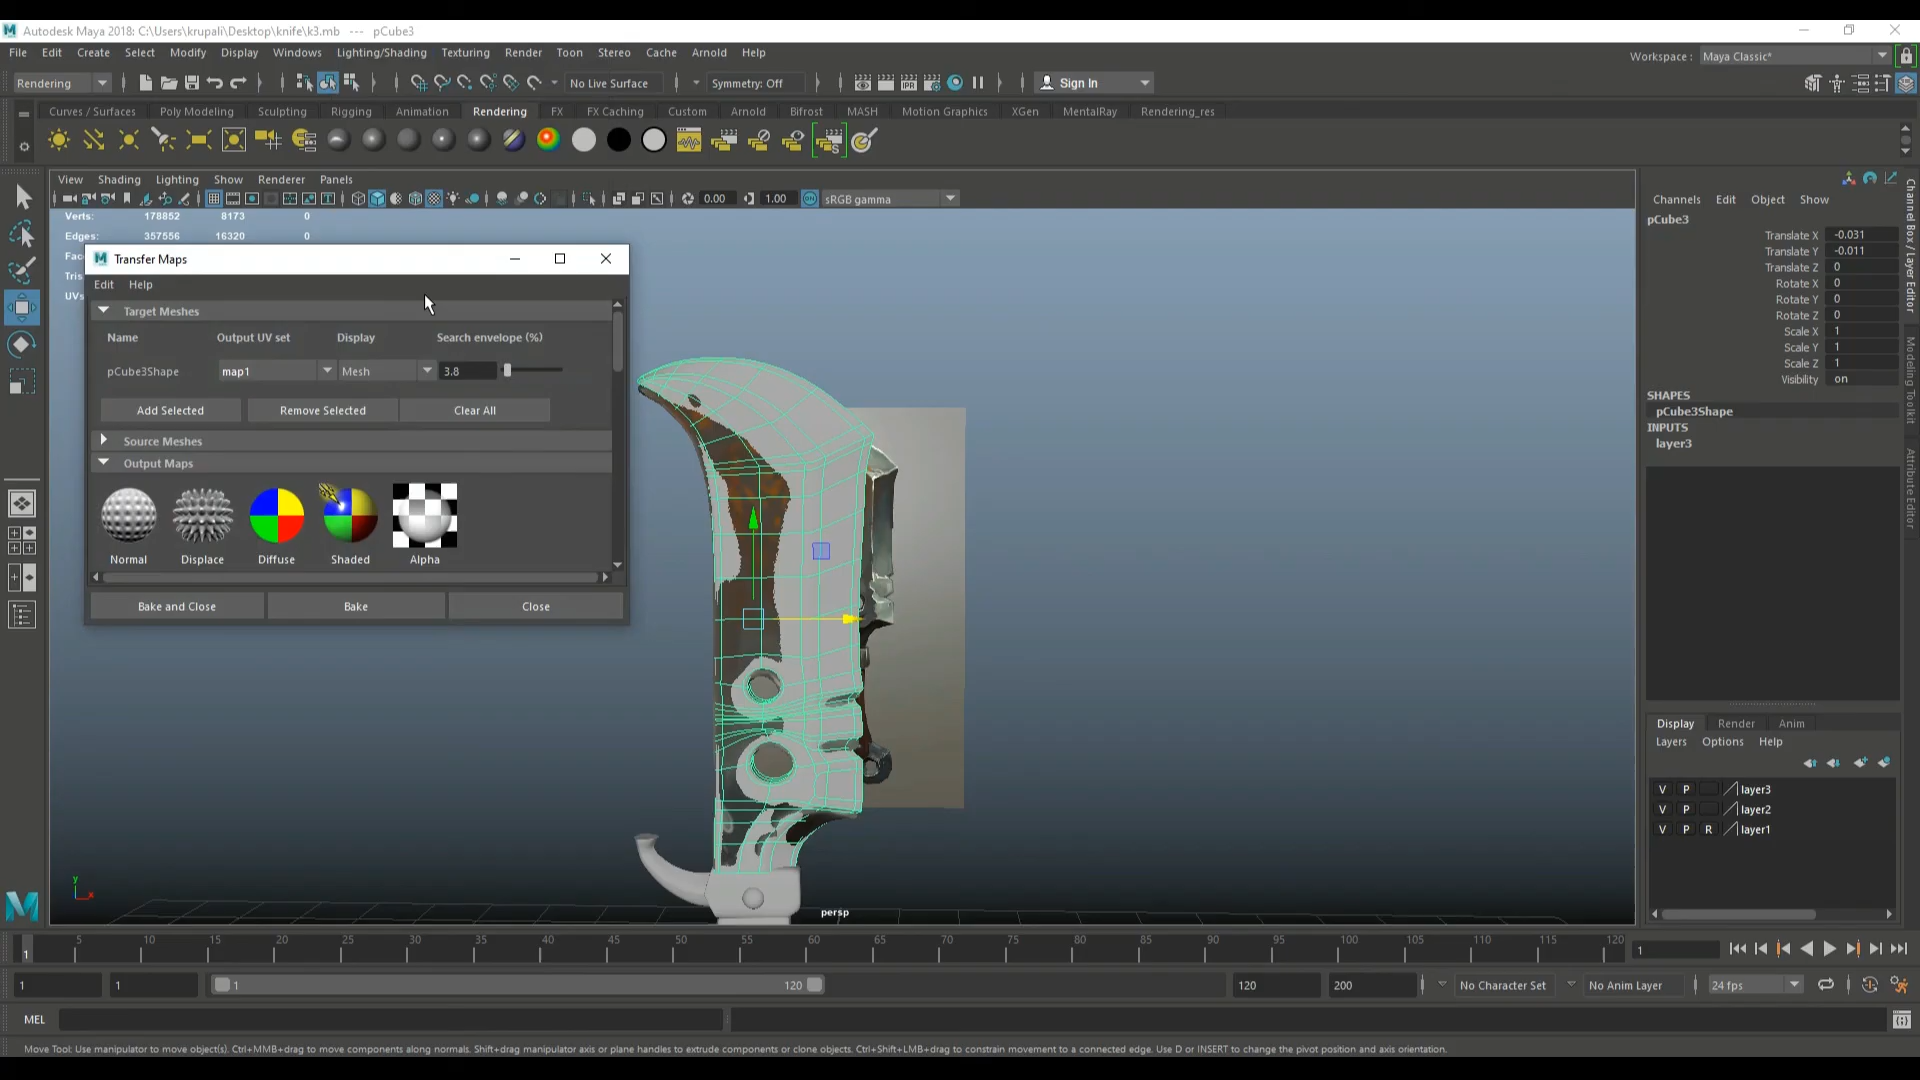 Autodesk Maya 2018: C:\Users\krupali\Desktop\knife\k3.mb --- pCube3
File Edit Create Select Modify Display Windows Lighting/Shading Texturing Render Toon Stereo Cache Arnold Help
Workspace : Maya Classic*
Rendering No Live Surface Symmetry: Off Sign In
Curves / Surfaces Poly Modeling Sculpting Rigging Animation Rendering FX FX Caching Custom Arnold Bifrost MASH Motion Graphics XGen MentalRay Rendering_res
View Shading Lighting Show Renderer Panels
0.00 1.00 sRGB gamma
Verts: 178852 8173 0
Edges: 357556 16320 0
Fac
Tris
UVs
Transfer Maps
Edit Help
Target Meshes
Name Output UV set Display Search envelope (%)
pCube3Shape map1 Mesh 3.8
Add Selected Remove Selected Clear All
Source Meshes
Output Maps
Normal Displace Diffuse Shaded Alpha
Bake and Close Bake Close
persp
Channels Edit Object Show
pCube3
Translate X -0.031
Translate Y -0.011
Translate Z 0
Rotate X 0
Rotate Y 0
Rotate Z 0
Scale X 1
Scale Y 1
Scale Z 1
Visibility on
SHAPES
pCube3Shape
INPUTS
layer3
Channel Box / Layer Editor
Modeling Toolkit
Attribute Editor
Display Render Anim
Layers Options Help
V P layer3
V P layer2
V P R layer1
1 5 10 15 20 25 30 35 40 45 50 55 60 65 70 75 80 85 90 95 100 105 110 115 120 1
1 1 1 120 120 200 No Character Set No Anim Layer 24 fps
MEL
Move Tool: Use manipulator to move object(s). Ctrl+MMB+drag to move components along normals. Shift+drag manipulator axis or plane handles to extrude components or clone objects. Ctrl+Shift+LMB+drag to constrain movement to a connected edge. Use D or INSERT to change the pivot position and axis orientation.